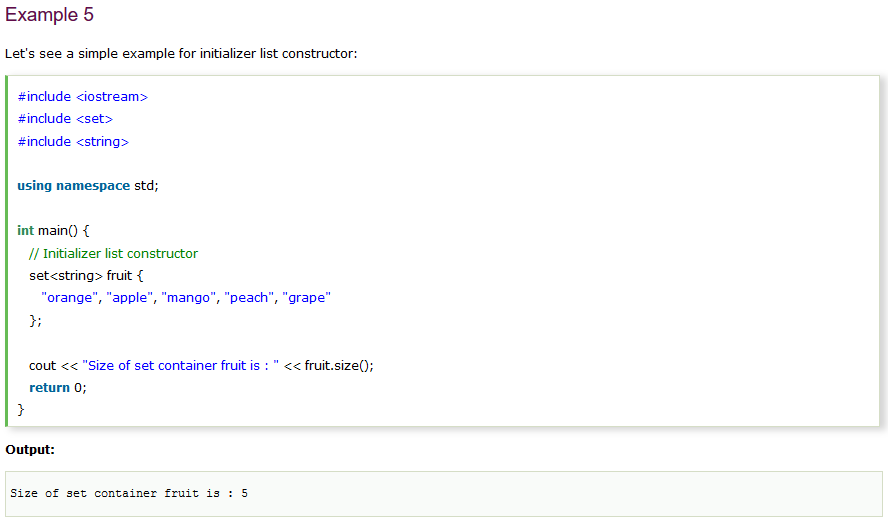 Example 5
Let's see a simple example for initializer list constructor:
#include <iostream>
#include <set>
#include <string>
using namespace std;
int main() {
// Initializer list constructor
set<string> fruit {
"orange", "apple", "mango", "peach", "grape"
};
cout << "Size of set container fruit is : " << fruit.size();
return 0;
}
Output:
Size of set container fruit is : 5